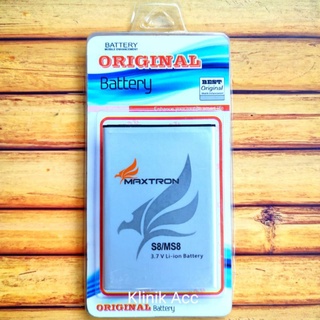 BATTERY
ORIGINAL
Battery
BEST
Original
MAXTRON
S8/MS8
3.7 V Li-ion Battery
Klinik Acc
ORIGINAL Battery